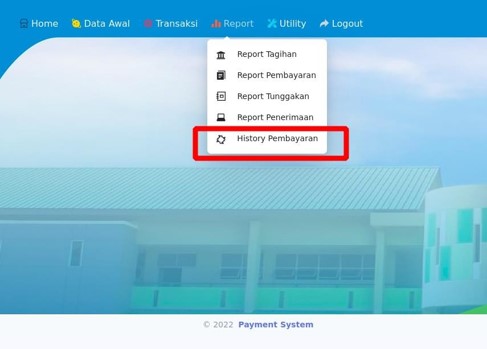 Home Data Awal Transaksi Report Utility Logout
Report Tagihan
Report Pembayaran
Report Tunggakan
Report Penerimaan
History Pembayaran
© 2022 Payment System